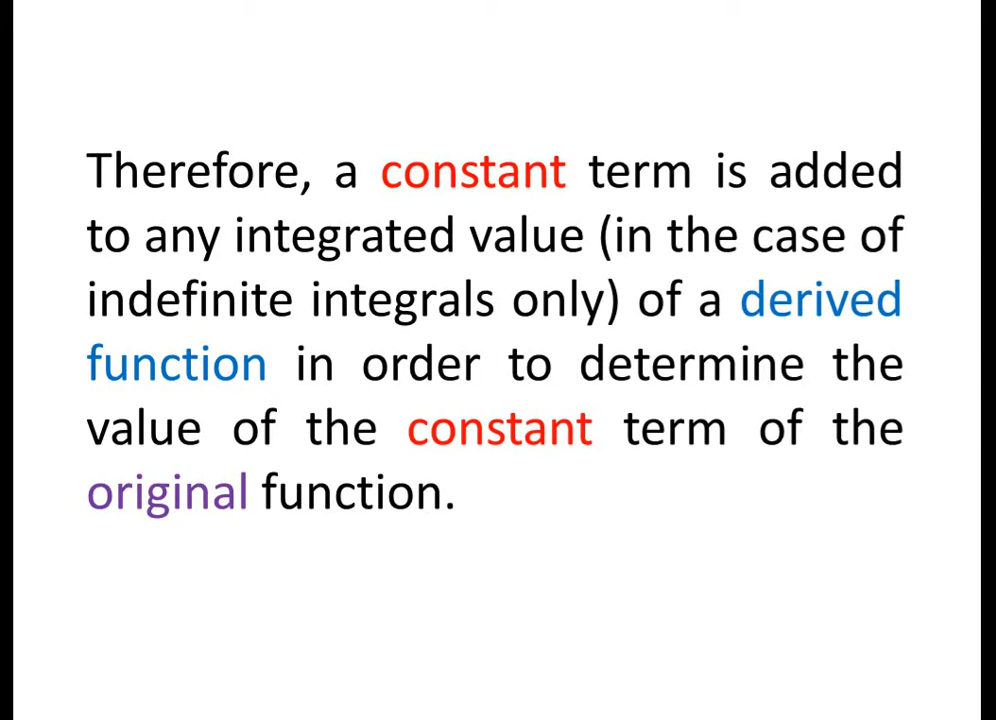 Therefore, a constant term is added
to any integrated value (in the case of
indefinite integrals only) of a derived
function in order to determine the
value of the constant term of the
original function.